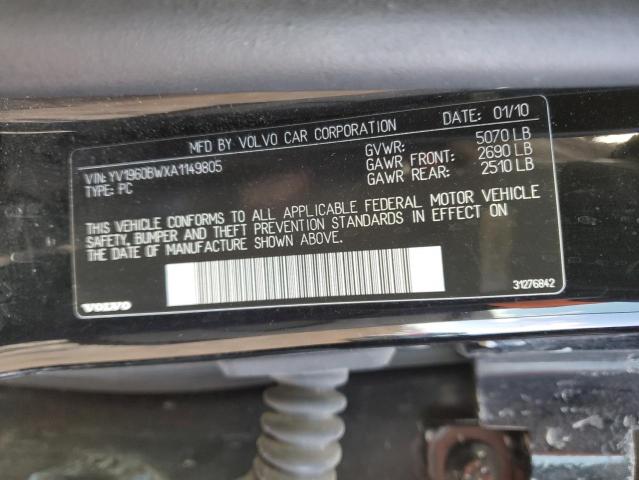 MFD BY VOLVO CAR CORPORATION DATE: 01/10
VIN: YV1960BWXA1149805
TYPE: PC
GVWR: 5070 LB
GAWR FRONT: 2690 LB
GAWR REAR: 2510 LB
THIS VEHICLE CONFORMS TO ALL APPLICABLE FEDERAL MOTOR VEHICLE
SAFETY, BUMPER AND THEFT PREVENTION STANDARDS IN EFFECT ON
THE DATE OF MANUFACTURE SHOWN ABOVE.
VOLVO
31276842